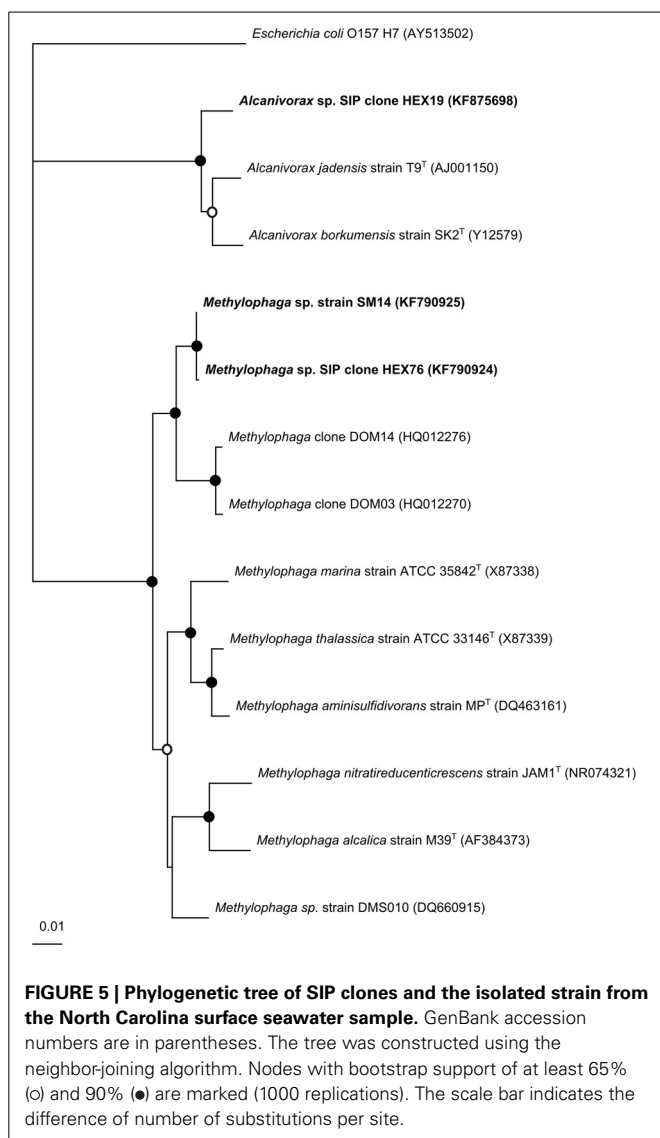 Escherichia coli O157 H7 (AY513502)
Alcanivorax sp. SIP clone HEX19 (KF875698)
Alcanivorax jadensis strain T9ᵀ (AJ001150)
Alcanivorax borkumensis strain SK2ᵀ (Y12579)
Methylophaga sp. strain SM14 (KF790925)
Methylophaga sp. SIP clone HEX76 (KF790924)
Methylophaga clone DOM14 (HQ012276)
Methylophaga clone DOM03 (HQ012270)
Methylophaga marina strain ATCC 35842ᵀ (X87338)
Methylophaga thalassica strain ATCC 33146ᵀ (X87339)
Methylophaga aminisulfidivorans strain MPᵀ (DQ463161)
Methylophaga nitratireducenticrescens strain JAM1ᵀ (NR074321)
Methylophaga alcalica strain M39ᵀ (AF384373)
Methylophaga sp. strain DMS010 (DQ660915)
0.01
FIGURE 5 | Phylogenetic tree of SIP clones and the isolated strain from
the North Carolina surface seawater sample. GenBank accession
numbers are in parentheses. The tree was constructed using the
neighbor-joining algorithm. Nodes with bootstrap support of at least 65%
(○) and 90% (●) are marked (1000 replications). The scale bar indicates the
difference of number of substitutions per site.